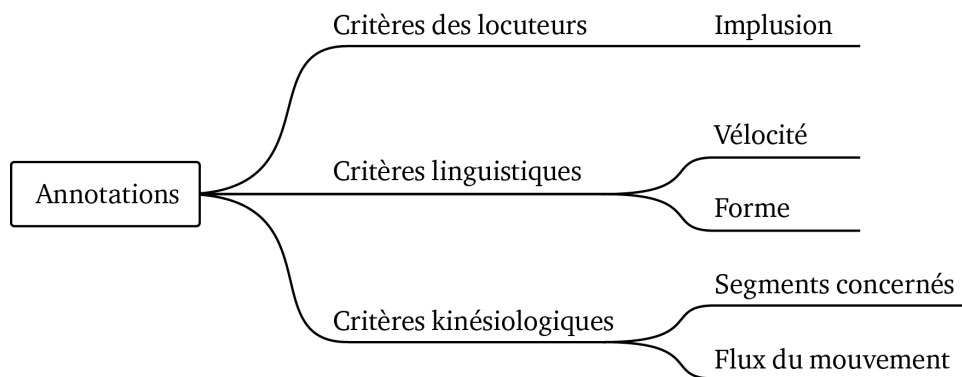 Critères des locuteurs
Implusion
Vélocité
Critères linguistiques
Annotations
Forme
Segments concernés
Critères kinésiologiques
Flux du mouvement